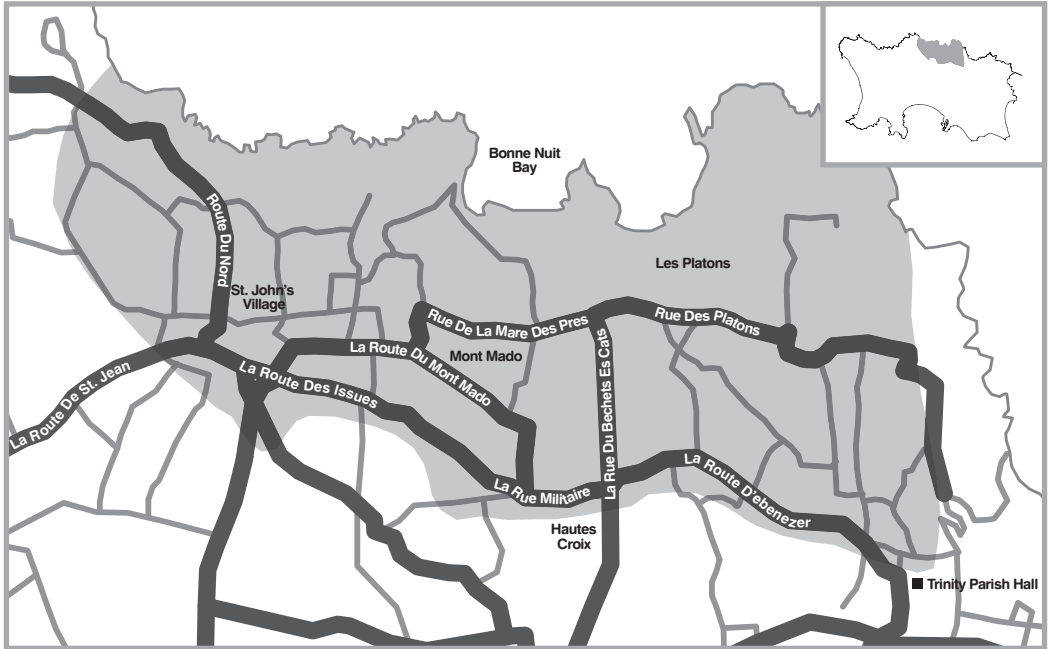 Bonne Nuit
Bay
Route Du Nord
Les Platons
St. John's
Village
Rue De La Mare Des Pres
Rue Des Platons
La Route Du Mont Mado
Mont Mado
La Route De St. Jean
La Route Des Issues
La Rue Du Bechets Es Cats
La Rue Militaire
La Route D'ebenezer
Hautes
Croix
Trinity Parish Hall